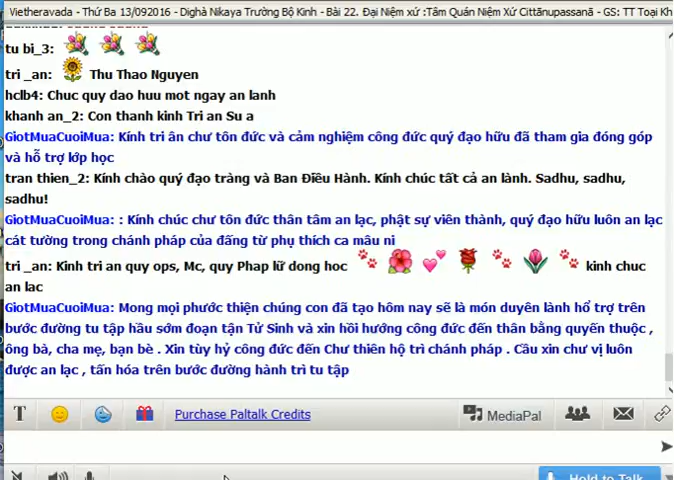 Vietheravada - Thứ Ba 13/09/2016 - Dighà Nikaya Trường Bộ Kinh - Bài 22. Đại Niệm xứ :Tâm Quán Niệm Xứ Cittānupassanā - GS: TT Toại Kh
tu bi_3:
tri _an: Thu Thao Nguyen
hclb4: Chuc quy dao huu mot ngay an lanh
khanh an_2: Con thanh kinh Tri an Su a
GiotMuaCuoiMua: Kính tri ân chư tôn đức và cảm nghiệm công đức quý đạo hữu đã tham gia đóng góp
và hỗ trợ lớp học
tran thien_2: Kính chào quý đạo tràng và Ban Điều Hành. Kính chúc tất cả an lành. Sadhu, sadhu,
sadhu!
GiotMuaCuoiMua: : Kính chúc chư tôn đức thân tâm an lạc, phật sự viên thành, quý đạo hữu luôn an lạc
cát tường trong chánh pháp của đấng từ phụ thích ca mâu ni
tri _an: Kinh tri an quy ops, Mc, quy Phap lữ dong hoc kinh chuc
an lac
GiotMuaCuoiMua: Mong mọi phước thiện chúng con đã tạo hôm nay sẽ là món duyên lành hổ trợ trên
bước đường tu tập hầu sớm đoạn tận Tử Sinh và xin hồi hướng công đức đến thân bằng quyến thuộc ,
ông bà, cha mẹ, bạn bè . Xin tùy hỷ công đức đến Chư thiên hộ trì chánh pháp . Cầu xin chư vị luôn
được an lạc , tấn hóa trên bước đường hành trì tu tập
T Purchase Paltalk Credits MediaPal
Hold to Talk